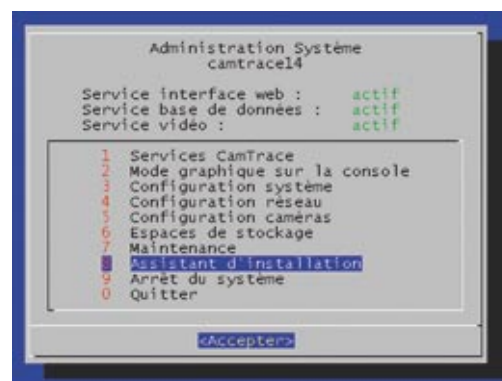 Administration Système
camtrace14
Service interface web : actif
Service base de données : actif
Service vidéo : actif
1 Services CamTrace
2 Mode graphique sur la console
3 Configuration système
4 Configuration réseau
5 Configuration caméras
6 Espaces de stockage
7 Maintenance
8 Assistant d'installation
9 Arrêt du système
0 Quitter
<Accepter>